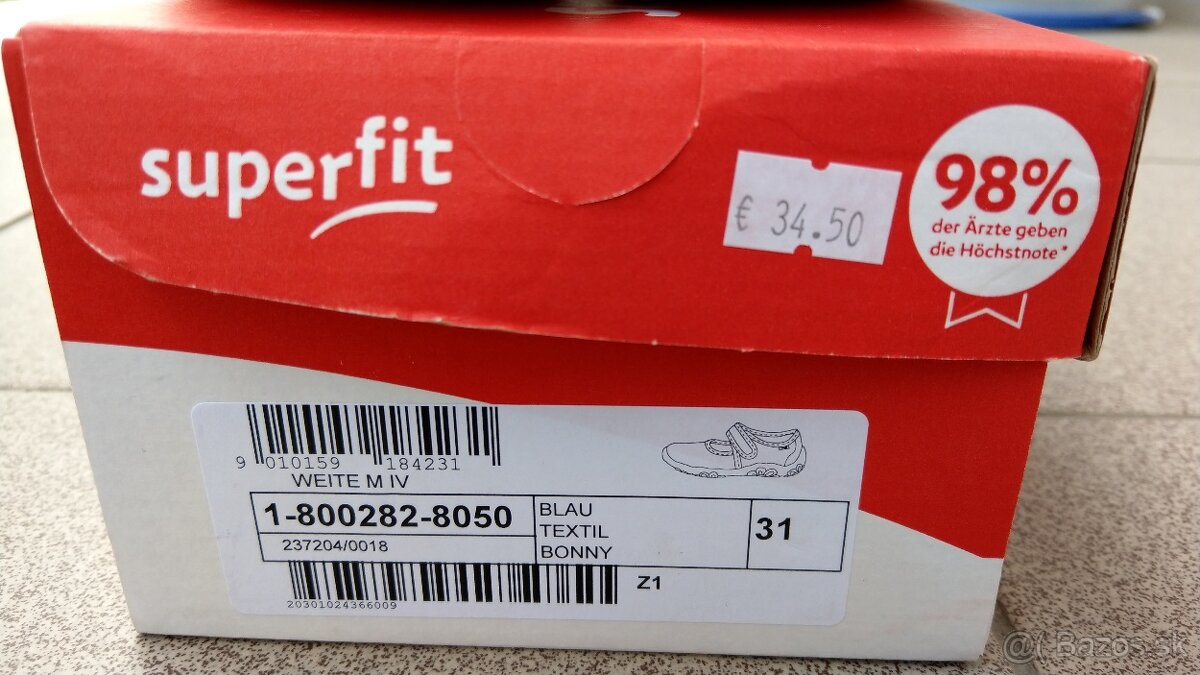 superfit
€ 34.50
98%
der Ärzte geben
die Höchstnote*
9 010159 184231
WEITE M IV
1-800282-8050
237204/0018
BLAU
TEXTIL
BONNY
31
20301024366009
Z1
@f Bazos.sk